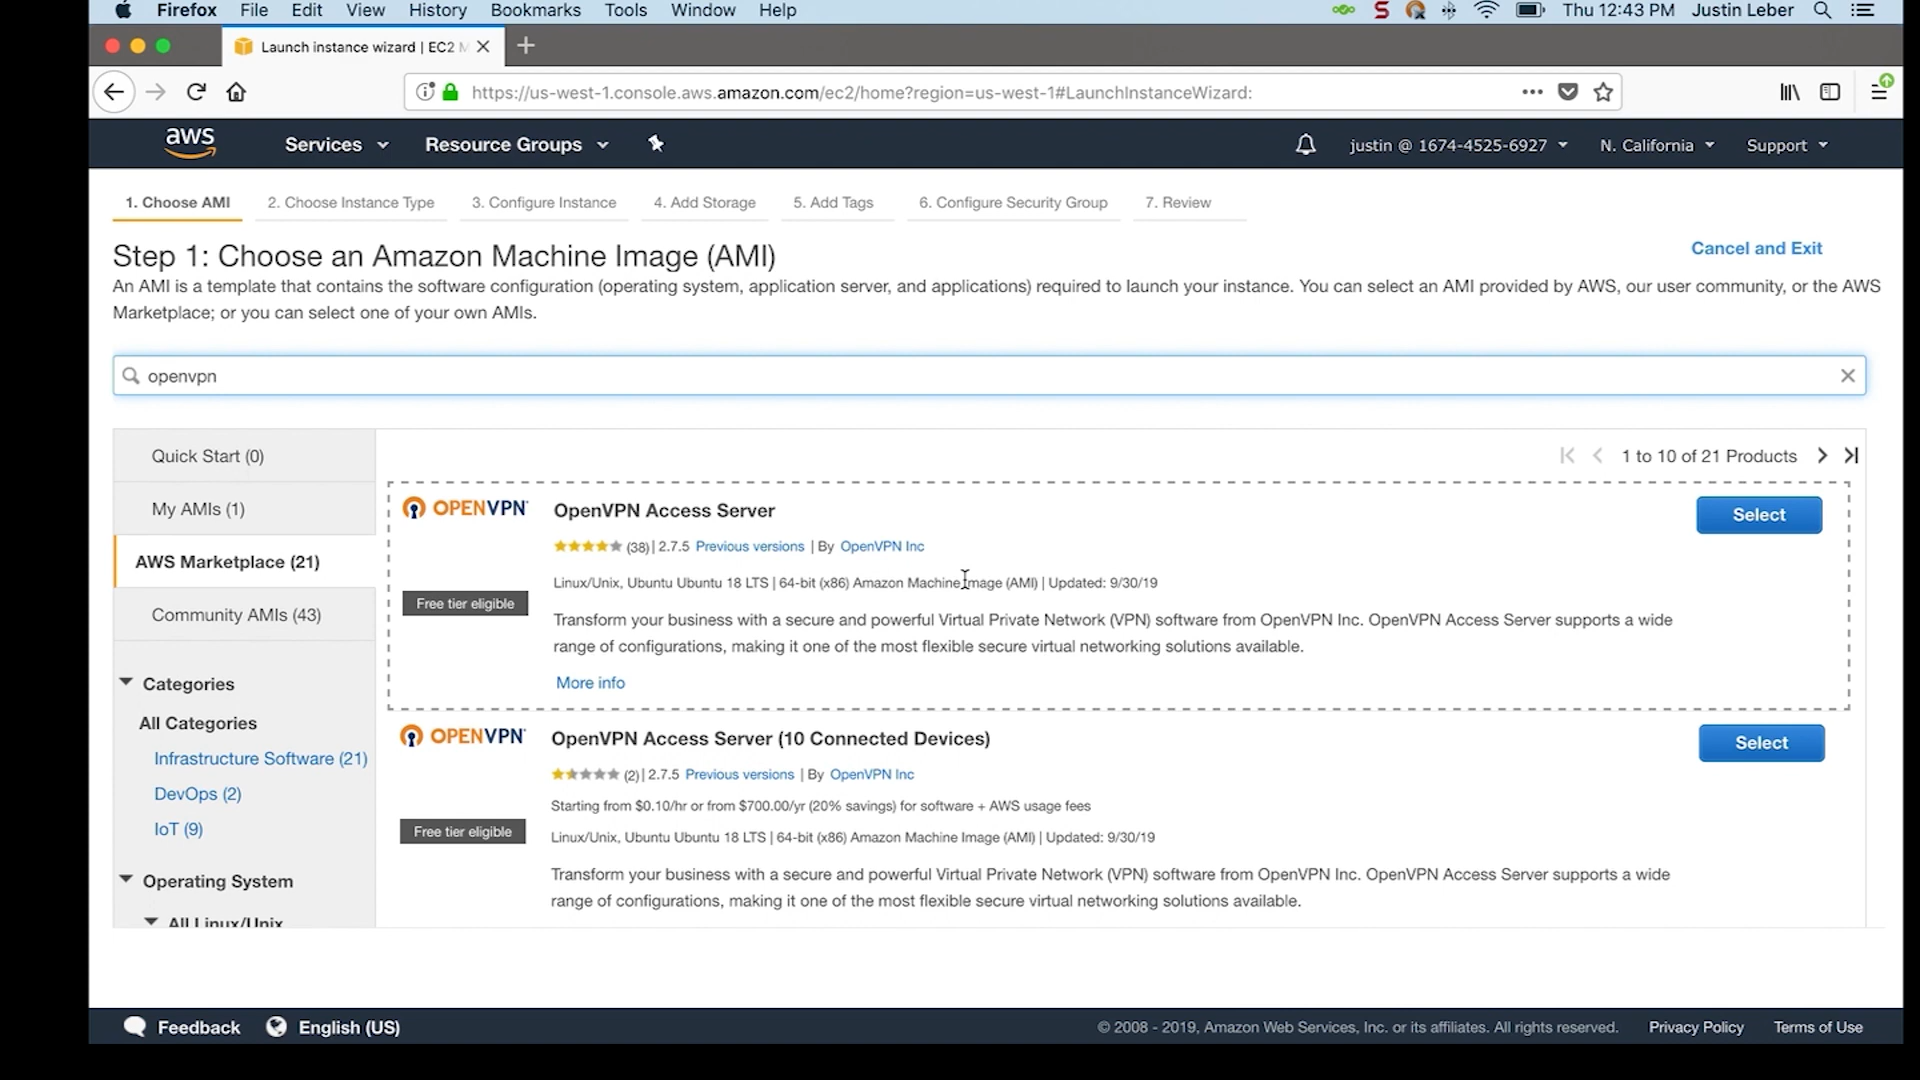 Firefox File Edit View History Bookmarks Tools Window Help Thu 12:43 PM Justin Leber
Launch instance wizard | EC2 M
https://us-west-1.console.aws.amazon.com/ec2/home?region=us-west-1#LaunchInstanceWizard:
aws Services Resource Groups justin @ 1674-4525-6927 N. California Support
1. Choose AMI 2. Choose Instance Type 3. Configure Instance 4. Add Storage 5. Add Tags 6. Configure Security Group 7. Review
Step 1: Choose an Amazon Machine Image (AMI)
Cancel and Exit
An AMI is a template that contains the software configuration (operating system, application server, and applications) required to launch your instance. You can select an AMI provided by AWS, our user community, or the AWS
Marketplace; or you can select one of your own AMIs.
openvpn
Quick Start (0)
My AMIs (1)
AWS Marketplace (21)
Community AMIs (43)
Categories
All Categories
Infrastructure Software (21)
DevOps (2)
IoT (9)
Operating System
All Linux/Unix
1 to 10 of 21 Products
OPENVPN
OpenVPN Access Server
Select
(38) | 2.7.5 Previous versions | By OpenVPN Inc
Free tier eligible
Linux/Unix, Ubuntu Ubuntu 18 LTS | 64-bit (x86) Amazon Machine Image (AMI) | Updated: 9/30/19
Transform your business with a secure and powerful Virtual Private Network (VPN) software from OpenVPN Inc. OpenVPN Access Server supports a wide
range of configurations, making it one of the most flexible secure virtual networking solutions available.
More info
OPENVPN
OpenVPN Access Server (10 Connected Devices)
Select
(2) | 2.7.5 Previous versions | By OpenVPN Inc
Starting from $0.10/hr or from $700.00/yr (20% savings) for software + AWS usage fees
Free tier eligible
Linux/Unix, Ubuntu Ubuntu 18 LTS | 64-bit (x86) Amazon Machine Image (AMI) | Updated: 9/30/19
Transform your business with a secure and powerful Virtual Private Network (VPN) software from OpenVPN Inc. OpenVPN Access Server supports a wide
range of configurations, making it one of the most flexible secure virtual networking solutions available.
Feedback English (US) © 2008 - 2019, Amazon Web Services, Inc. or its affiliates. All rights reserved. Privacy Policy Terms of Use